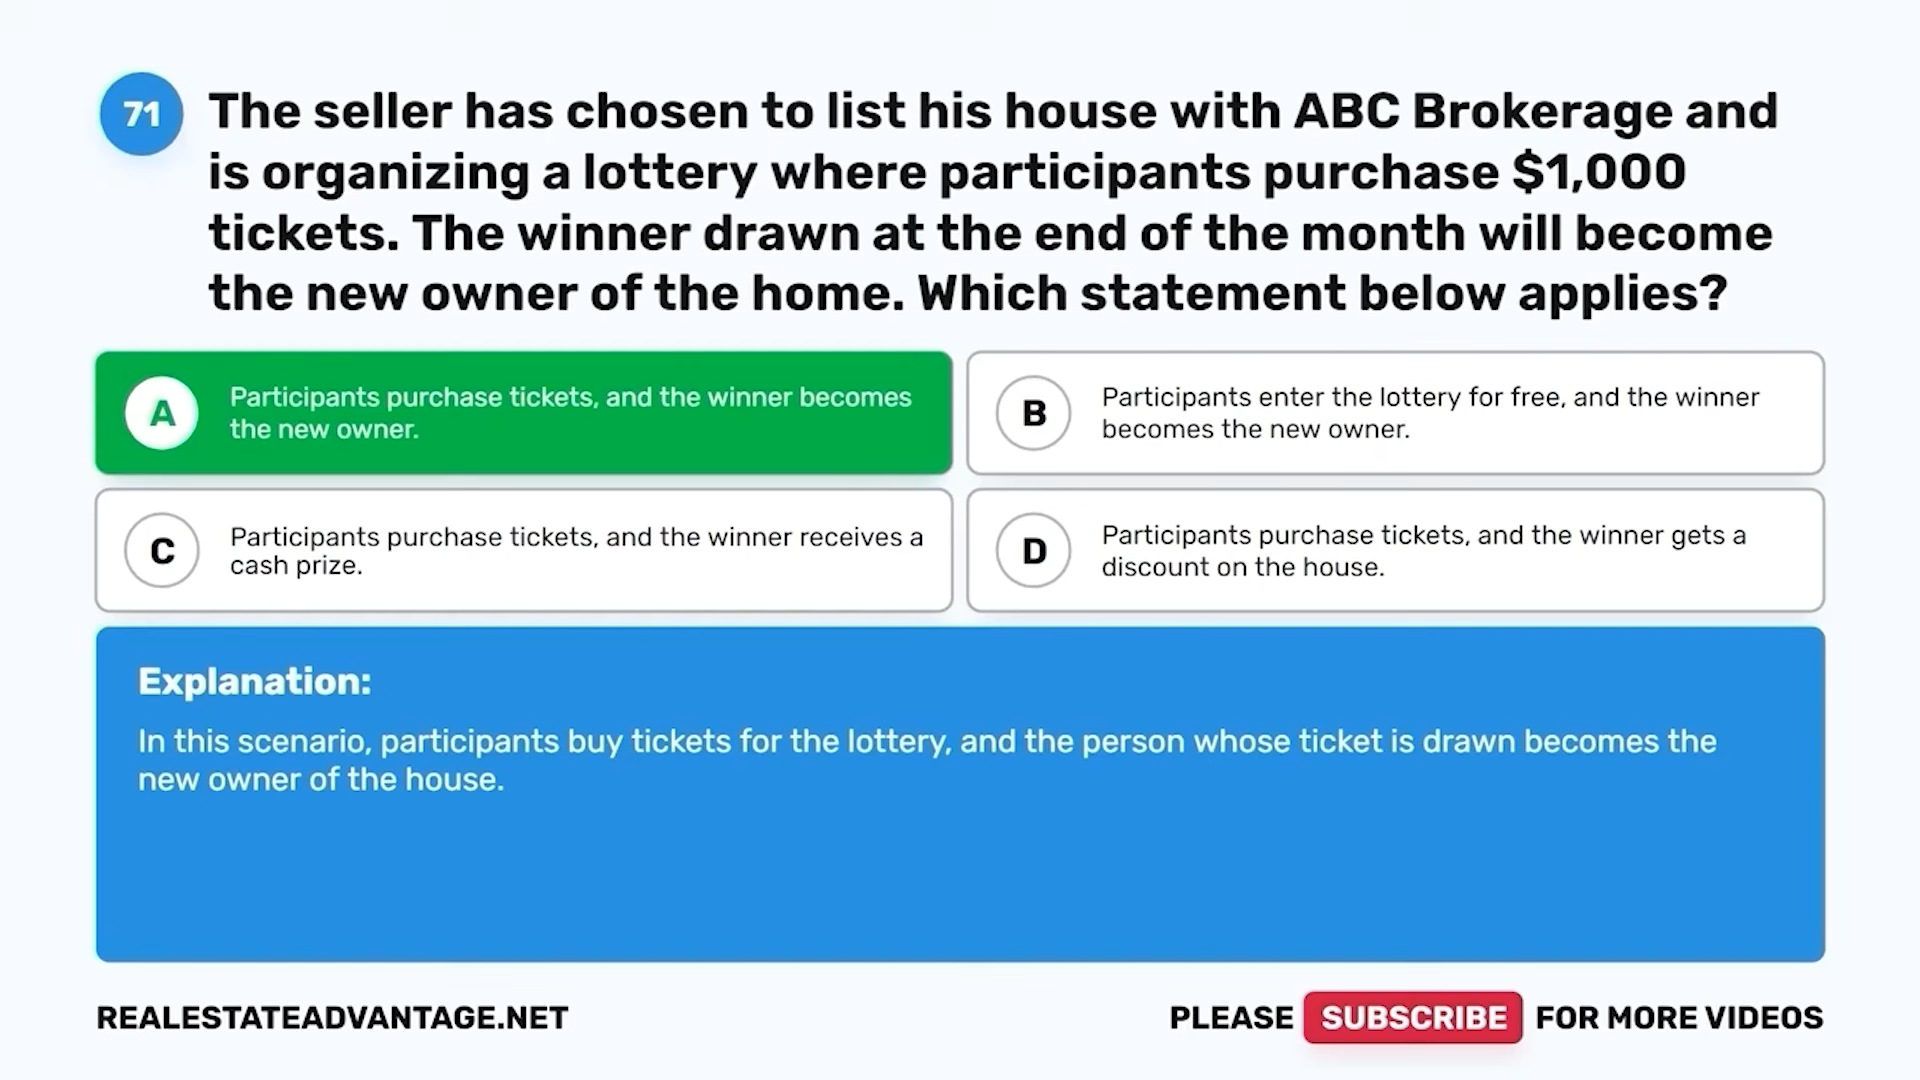 71
The seller has chosen to list his house with ABC Brokerage and
is organizing a lottery where participants purchase $1,000
tickets. The winner drawn at the end of the month will become
the new owner of the home. Which statement below applies?
A
Participants purchase tickets, and the winner becomes
the new owner.
B
Participants enter the lottery for free, and the winner
becomes the new owner.
C
Participants purchase tickets, and the winner receives a
cash prize.
D
Participants purchase tickets, and the winner gets a
discount on the house.
Explanation:
In this scenario, participants buy tickets for the lottery, and the person whose ticket is drawn becomes the
new owner of the house.
REALESTATEADVANTAGE.NET
PLEASE SUBSCRIBE FOR MORE VIDEOS